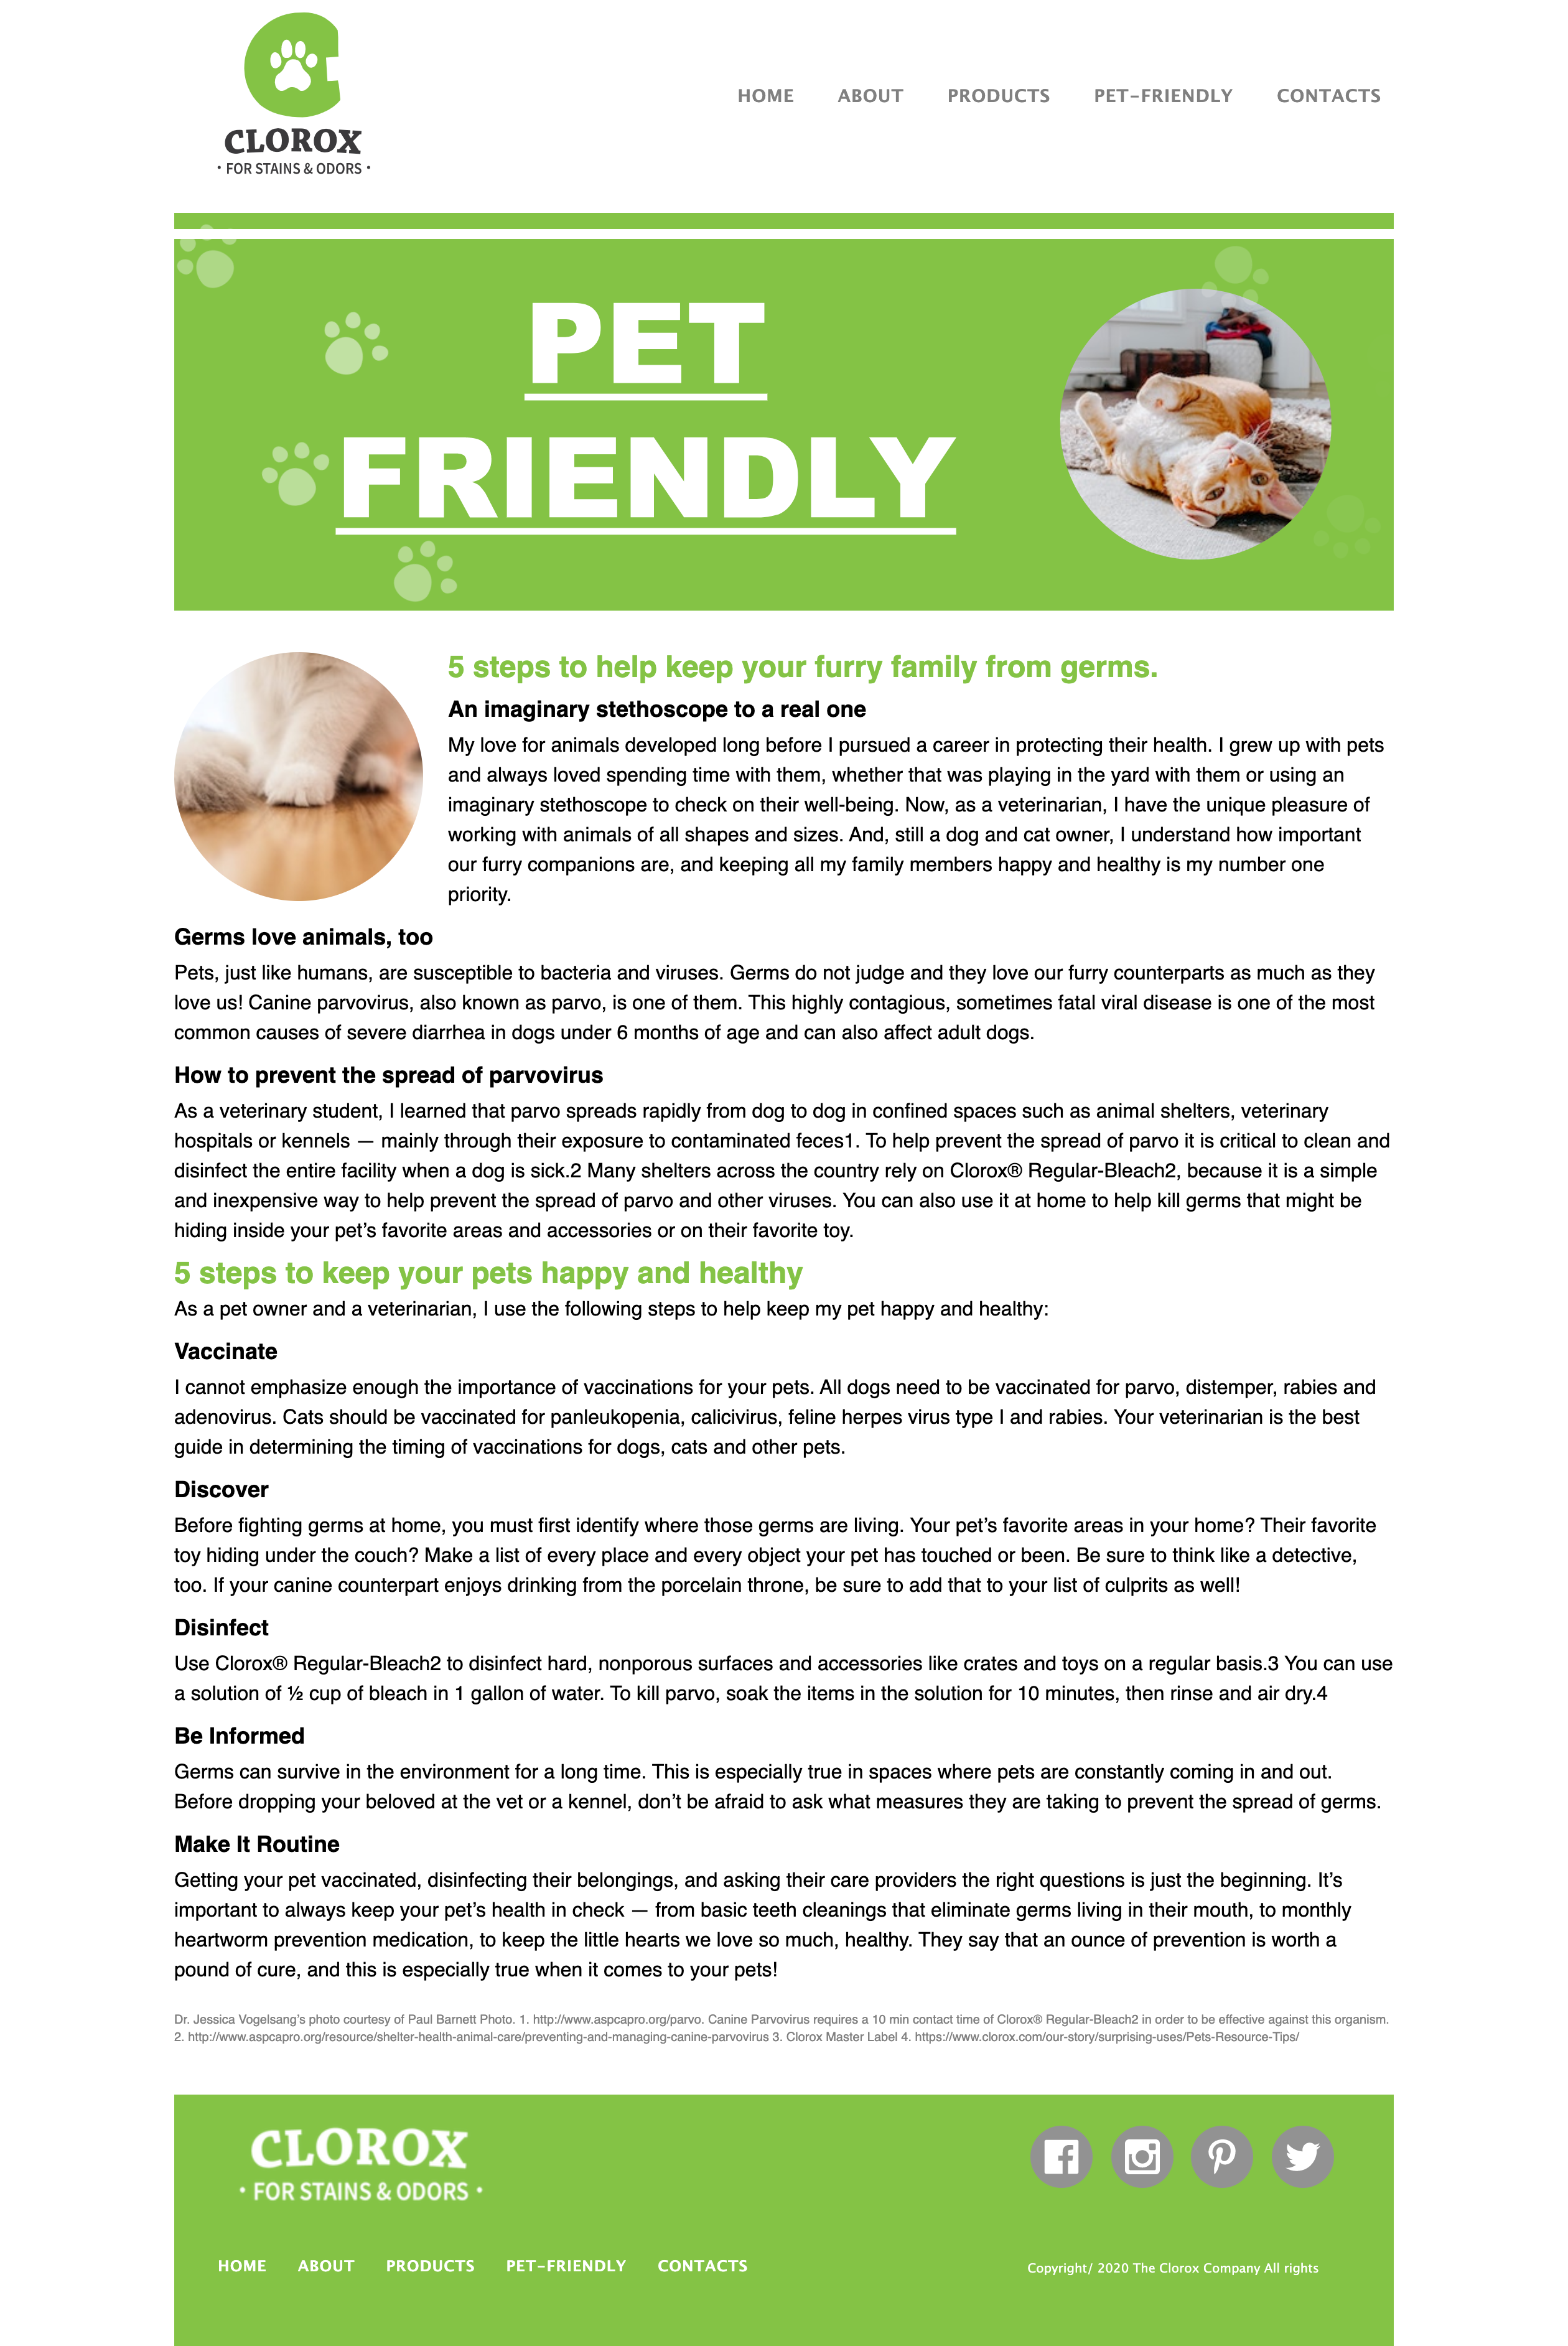 CLOROX
• FOR STAINS & ODORS •
HOME ABOUT PRODUCTS PET-FRIENDLY CONTACTS
PET
FRIENDLY
5 steps to help keep your furry family from germs.
An imaginary stethoscope to a real one
My love for animals developed long before I pursued a career in protecting their health. I grew up with pets
and always loved spending time with them, whether that was playing in the yard with them or using an
imaginary stethoscope to check on their well-being. Now, as a veterinarian, I have the unique pleasure of
working with animals of all shapes and sizes. And, still a dog and cat owner, I understand how important
our furry companions are, and keeping all my family members happy and healthy is my number one
priority.
Germs love animals, too
Pets, just like humans, are susceptible to bacteria and viruses. Germs do not judge and they love our furry counterparts as much as they
love us! Canine parvovirus, also known as parvo, is one of them. This highly contagious, sometimes fatal viral disease is one of the most
common causes of severe diarrhea in dogs under 6 months of age and can also affect adult dogs.
How to prevent the spread of parvovirus
As a veterinary student, I learned that parvo spreads rapidly from dog to dog in confined spaces such as animal shelters, veterinary
hospitals or kennels — mainly through their exposure to contaminated feces1. To help prevent the spread of parvo it is critical to clean and
disinfect the entire facility when a dog is sick.2 Many shelters across the country rely on Clorox® Regular-Bleach2, because it is a simple
and inexpensive way to help prevent the spread of parvo and other viruses. You can also use it at home to help kill germs that might be
hiding inside your pet’s favorite areas and accessories or on their favorite toy.
5 steps to keep your pets happy and healthy
As a pet owner and a veterinarian, I use the following steps to help keep my pet happy and healthy:
Vaccinate
I cannot emphasize enough the importance of vaccinations for your pets. All dogs need to be vaccinated for parvo, distemper, rabies and
adenovirus. Cats should be vaccinated for panleukopenia, calicivirus, feline herpes virus type I and rabies. Your veterinarian is the best
guide in determining the timing of vaccinations for dogs, cats and other pets.
Discover
Before fighting germs at home, you must first identify where those germs are living. Your pet’s favorite areas in your home? Their favorite
toy hiding under the couch? Make a list of every place and every object your pet has touched or been. Be sure to think like a detective,
too. If your canine counterpart enjoys drinking from the porcelain throne, be sure to add that to your list of culprits as well!
Disinfect
Use Clorox® Regular-Bleach2 to disinfect hard, nonporous surfaces and accessories like crates and toys on a regular basis.3 You can use
a solution of ½ cup of bleach in 1 gallon of water. To kill parvo, soak the items in the solution for 10 minutes, then rinse and air dry.4
Be Informed
Germs can survive in the environment for a long time. This is especially true in spaces where pets are constantly coming in and out.
Before dropping your beloved at the vet or a kennel, don’t be afraid to ask what measures they are taking to prevent the spread of germs.
Make It Routine
Getting your pet vaccinated, disinfecting their belongings, and asking their care providers the right questions is just the beginning. It’s
important to always keep your pet’s health in check — from basic teeth cleanings that eliminate germs living in their mouth, to monthly
heartworm prevention medication, to keep the little hearts we love so much, healthy. They say that an ounce of prevention is worth a
pound of cure, and this is especially true when it comes to your pets!
Dr. Jessica Vogelsang’s photo courtesy of Paul Barnett Photo. 1. http://www.aspcapro.org/parvo. Canine Parvovirus requires a 10 min contact time of Clorox® Regular-Bleach2 in order to be effective against this organism.
2. http://www.aspcapro.org/resource/shelter-health-animal-care/preventing-and-managing-canine-parvovirus 3. Clorox Master Label 4. https://www.clorox.com/our-story/surprising-uses/Pets-Resource-Tips/
CLOROX
• FOR STAINS & ODORS •
HOME ABOUT PRODUCTS PET-FRIENDLY CONTACTS
Copyright/ 2020 The Clorox Company All rights